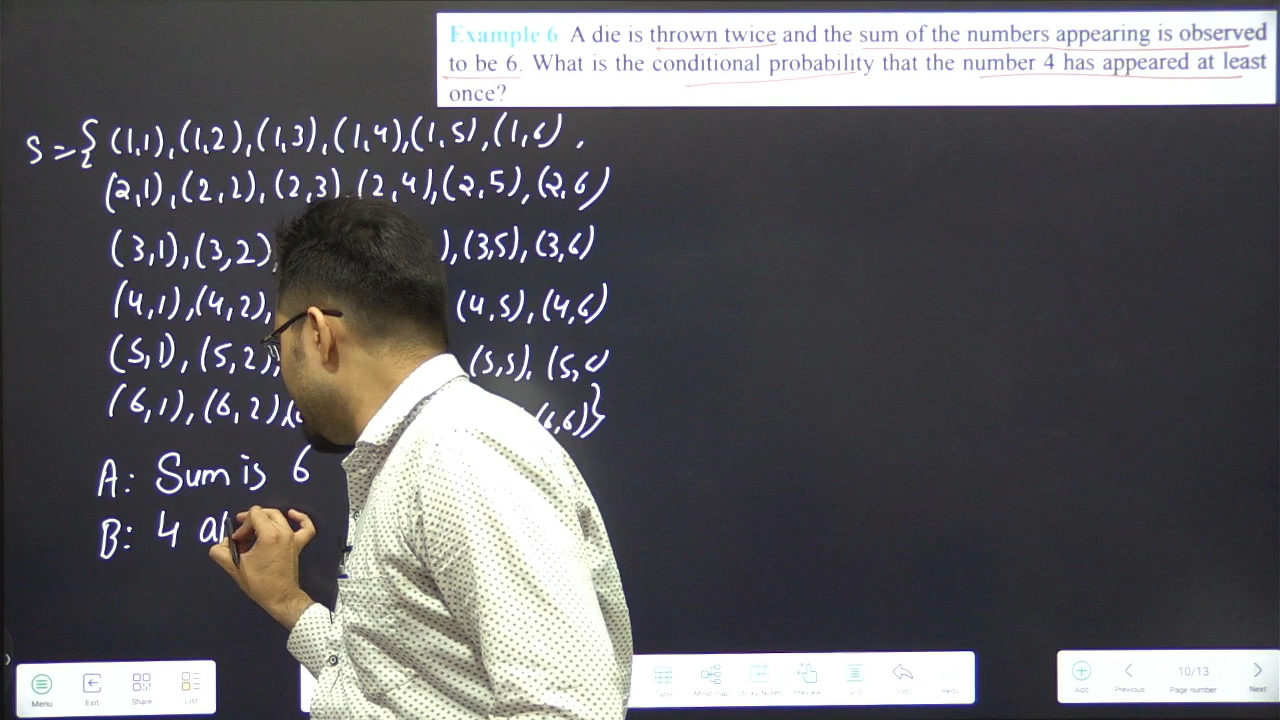 Example 6 A die is thrown twice and the sum of the numbers appearing is observed
to be 6. What is the conditional probability that the number 4 has appeared at least
once?
S={ (1,1),(1,2),(1,3),(1,4),(1,5),(1,6) ,
(2,1),(2,2),(2,3) (2,4),(2,5),(2,6)
(3,1),(3,2), ),(3,5),(3,6)
(4,1),(4,2), (4,5),(4,6)
(5,1), (5,2), (5,5), (5,
(6,1),(6,2),( (6,6)}
A: Sum is 6
B: 4 a
Menu Exit Share List
Add Previous 10/13 Page number Next